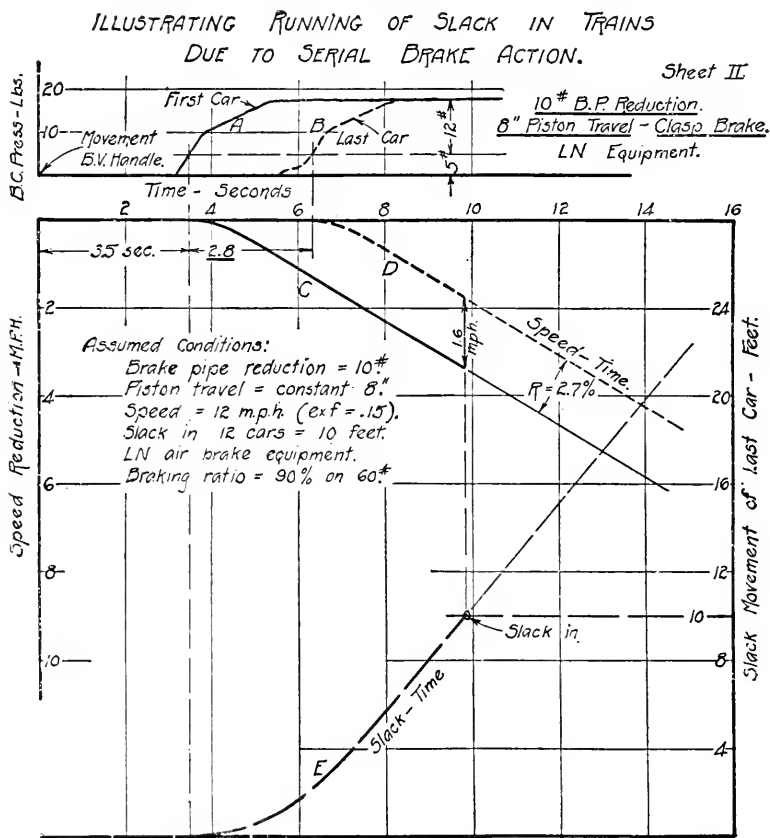 ILLUSTRATING RUNNING OF SLACK IN TRAINS
DUE TO SERIAL BRAKE ACTION.
Sheet II
10# B.P. Reduction.
8" Piston Travel - Clasp Brake.
LN Equipment.
B.C. Press - Lbs.
20
10
First Car
A
B
Last Car
Movement
B.V. Handle.
5#
12#
Time - Seconds
2
4
6
8
10
12
14
16
3.5 sec.
2.8
C
D
1.6
mph.
Speed-Time.
R = 2.7%
Assumed Conditions:
Brake pipe reduction = 10#.
Piston travel = constant 8".
Speed = 12 m.p.h. (exf = .15).
Slack in 12 cars = 10 feet.
LN air brake equipment.
Braking ratio = 90% on 60#.
Speed Reduction - M.P.H.
2
4
6
8
10
Slack Movement of Last Car - Feet.
24
20
16
12
10
8
4
Slack in
Slack-Time
E